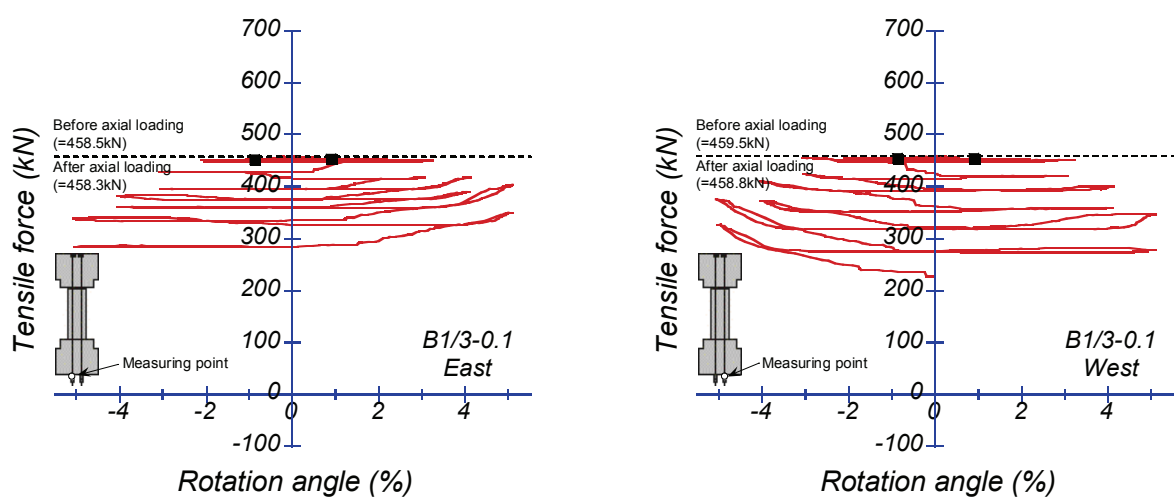 700
600
500
Before axial loading
(=458.5kN)
After axial loading
(=458.3kN)
400
300
200
100
0
-100
-4
-2
0
2
4
Tensile force (kN)
Measuring point
B1/3-0.1
East
Rotation angle (%)
700
600
500
Before axial loading
(=459.5kN)
After axial loading
(=458.8kN)
400
300
200
100
0
-100
-4
-2
0
2
4
Tensile force (kN)
Measuring point
B1/3-0.1
West
Rotation angle (%)